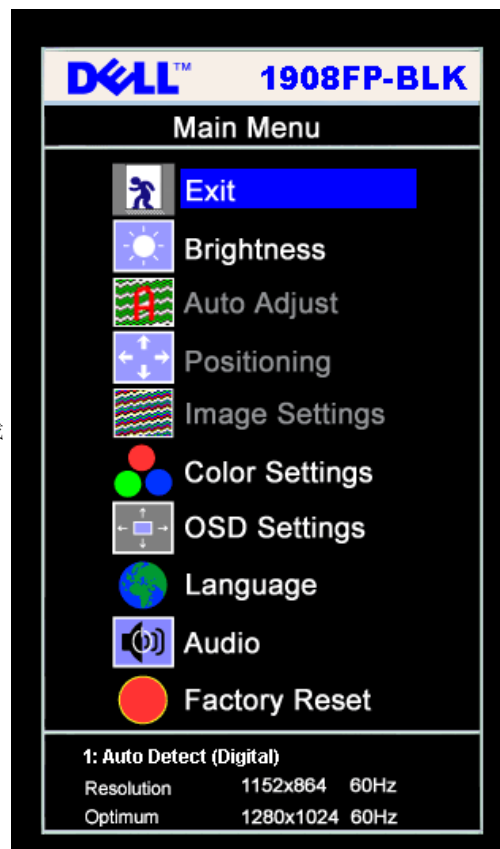 DELL™ 1908FP-BLK
Main Menu
Exit
Brightness
Auto Adjust
Positioning
Image Settings
Color Settings
OSD Settings
Language
Audio
Factory Reset
1: Auto Detect (Digital)
Resolution 1152x864 60Hz
Optimum 1280x1024 60Hz